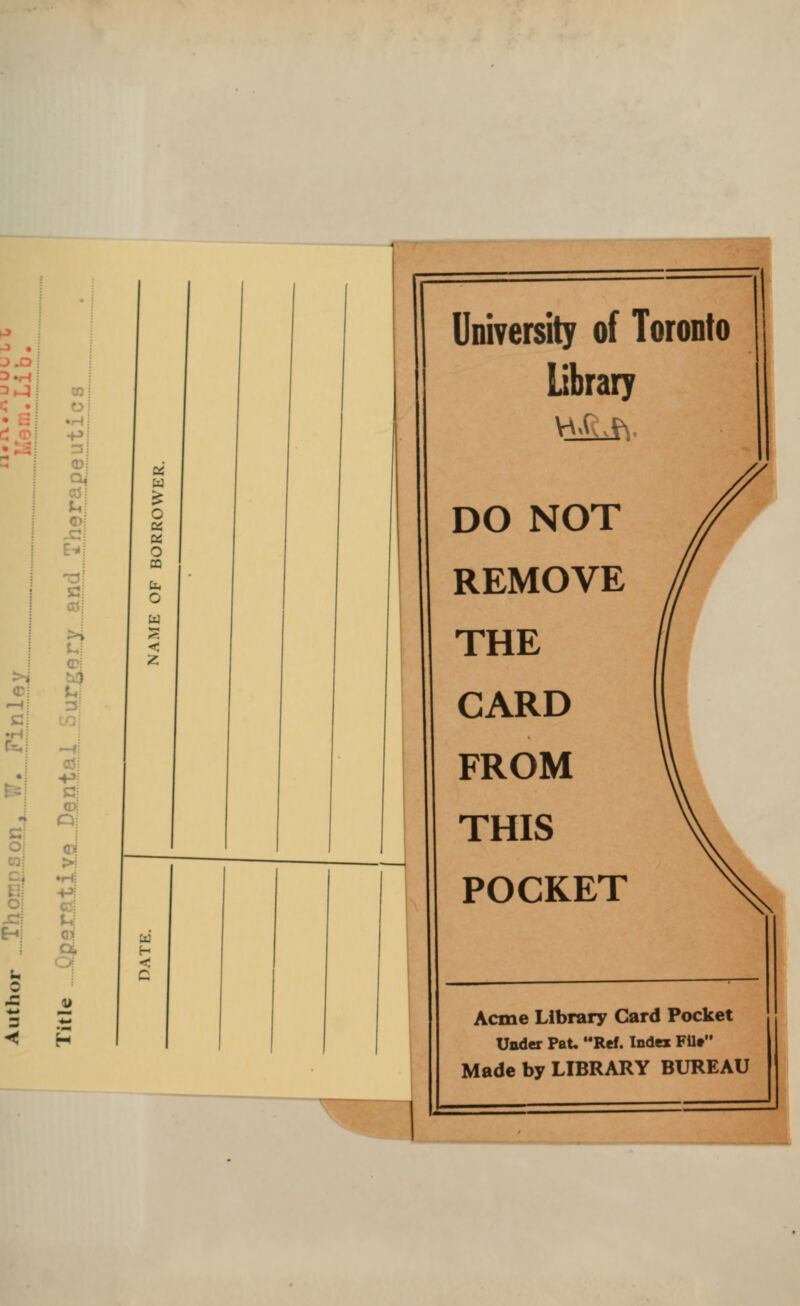 Mem.Lib.
Author Thompson, W. Finley
Title Operative Dental Surgery and Therapeutics
NAME OF BORROWER.
DATE.
University of Toronto
Library
DO NOT
REMOVE
THE
CARD
FROM
THIS
POCKET
Acme Library Card Pocket
Under Pat. "Ref. Index File"
Made by LIBRARY BUREAU